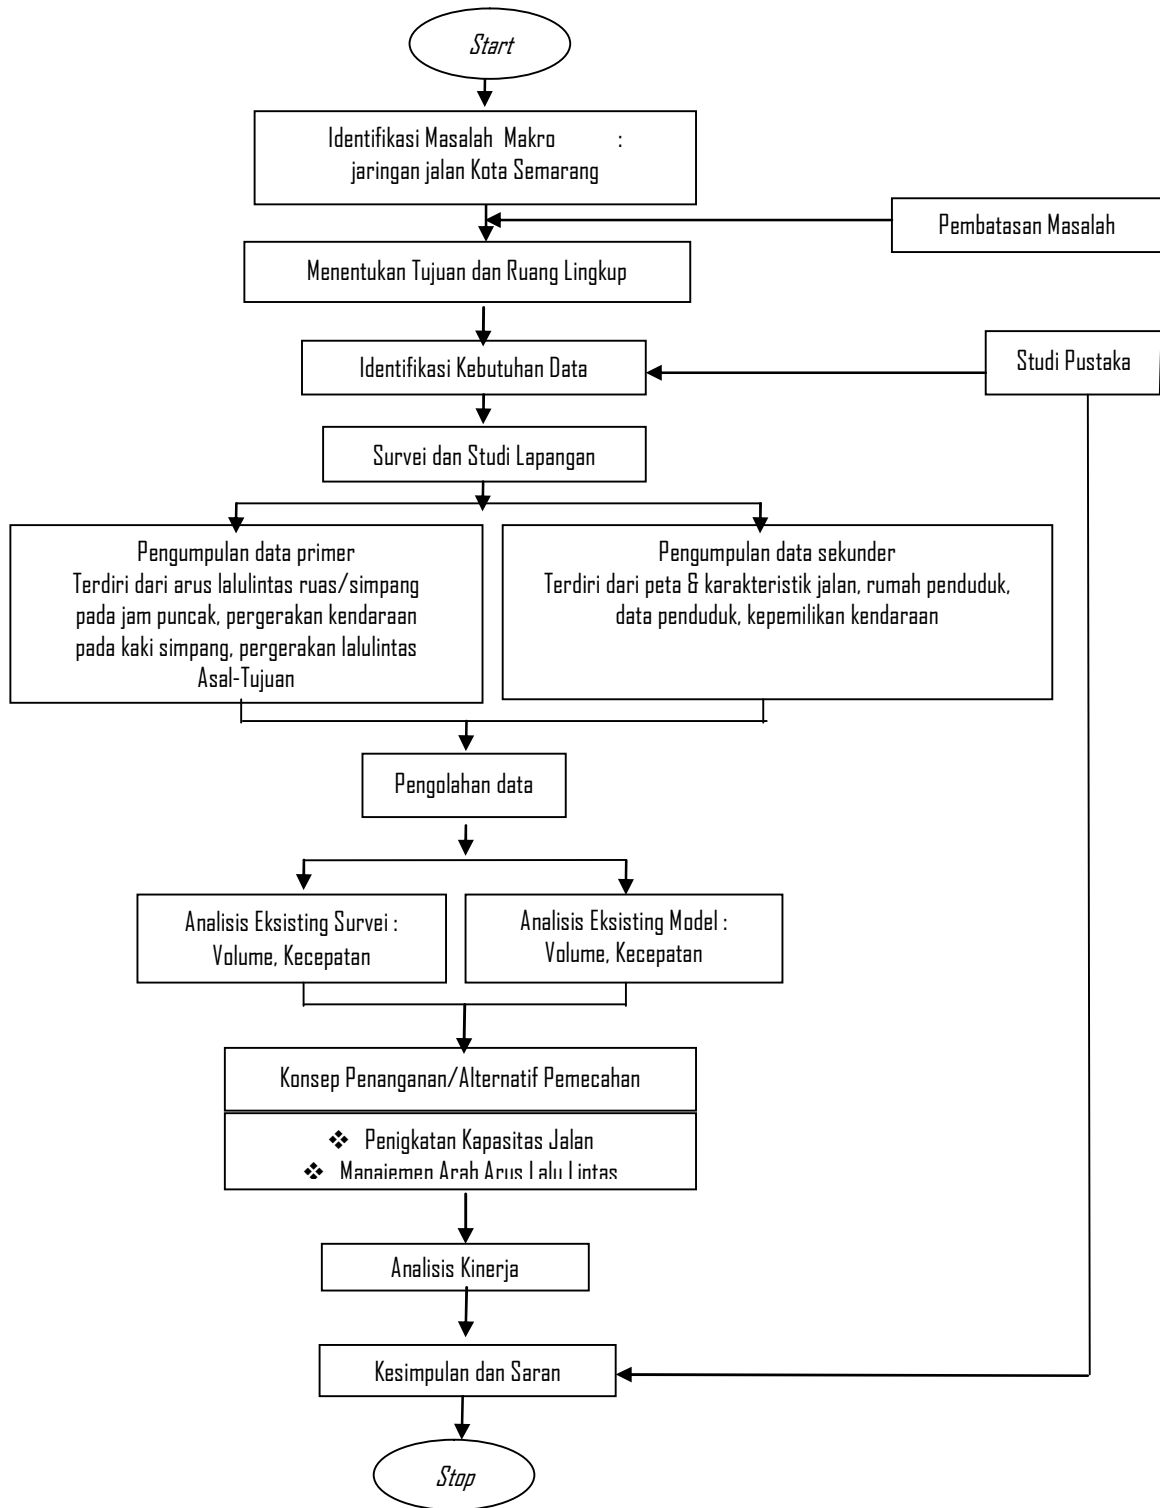 Start
Identifikasi Masalah Makro :
jaringan jalan Kota Semarang
Pembatasan Masalah
Menentukan Tujuan dan Ruang Lingkup
Identifikasi Kebutuhan Data
Studi Pustaka
Survei dan Studi Lapangan
Pengumpulan data primer
Terdiri dari arus lalulintas ruas/simpang
pada jam puncak, pergerakan kendaraan
pada kaki simpang, pergerakan lalulintas
Asal-Tujuan
Pengumpulan data sekunder
Terdiri dari peta & karakteristik jalan, rumah penduduk,
data penduduk, kepemilikan kendaraan
Pengolahan data
Analisis Eksisting Survei :
Volume, Kecepatan
Analisis Eksisting Model :
Volume, Kecepatan
Konsep Penanganan/Alternatif Pemecahan
❖ Penigkatan Kapasitas Jalan
❖ Manajemen Arah Arus Lalu Lintas
Analisis Kinerja
Kesimpulan dan Saran
Stop